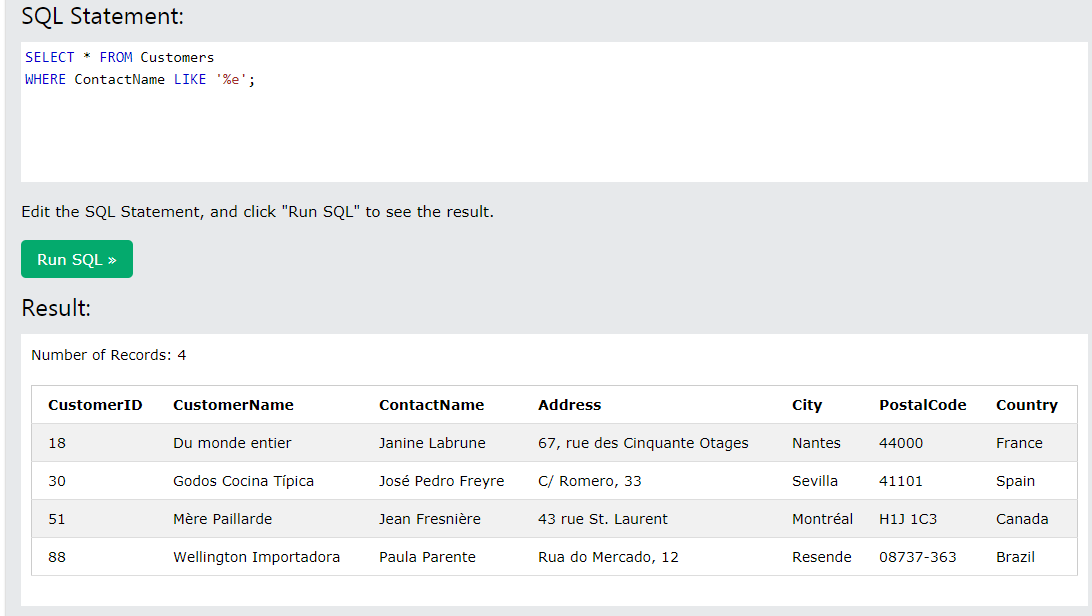 SQL Statement:
SELECT * FROM Customers
WHERE ContactName LIKE '%e';
Edit the SQL Statement, and click "Run SQL" to see the result.
Run SQL »
Result:
Number of Records: 4
CustomerID CustomerName ContactName Address City PostalCode Country
18 Du monde entier Janine Labrune 67, rue des Cinquante Otages Nantes 44000 France
30 Godos Cocina Típica José Pedro Freyre C/ Romero, 33 Sevilla 41101 Spain
51 Mère Paillarde Jean Fresnière 43 rue St. Laurent Montréal H1J 1C3 Canada
88 Wellington Importadora Paula Parente Rua do Mercado, 12 Resende 08737-363 Brazil